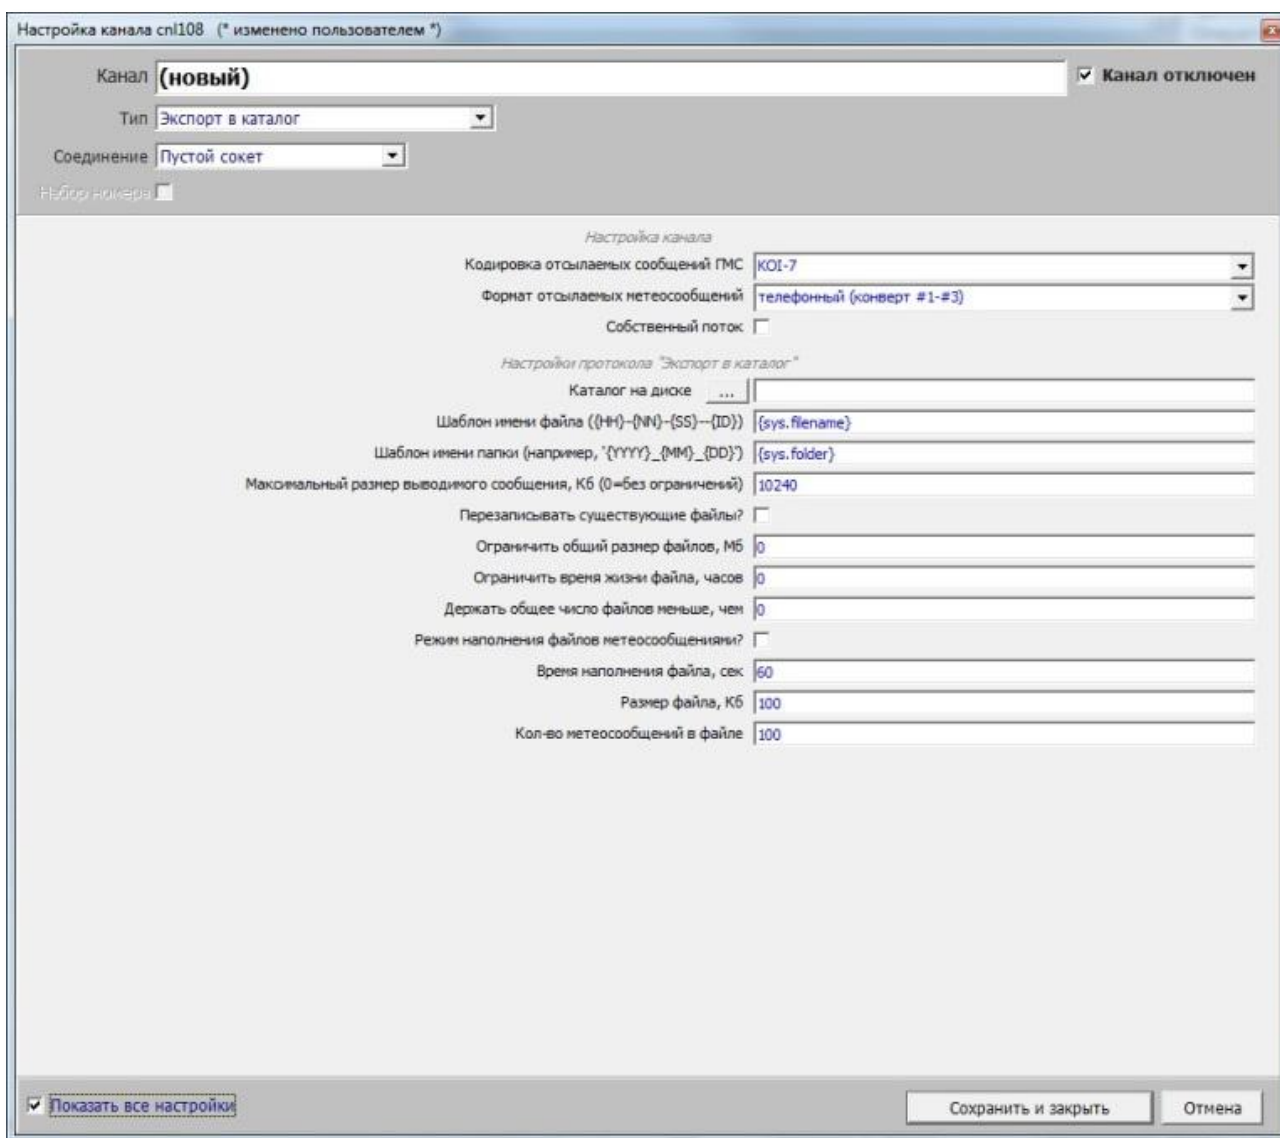 Настройка канала cnl108 (* изменено пользователем *)
Канал (новый) Канал отключен
Тип Экспорт в каталог
Соединение Пустой сокет
Набор номера
Настройка канала
Кодировка отсылаемых сообщений ГМС KOI-7
Формат отсылаемых метеосообщений телефонный (конверт #1-#3)
Собственный поток
Настройки протокола "Экспорт в каталог"
Каталог на диске ...
Шаблон имени файла ({HH}-{NN}-{SS}--{ID}) {sys.filename}
Шаблон имени папки (например, '{YYYY}_{MM}_{DD}') {sys.folder}
Максимальный размер выводимого сообщения, Кб (0=без ограничений) 10240
Перезаписывать существующие файлы?
Ограничить общий размер файлов, Мб 0
Ограничить время жизни файла, часов 0
Держать общее число файлов меньше, чем 0
Режим наполнения файлов метеосообщениями?
Время наполнения файла, сек 60
Размер файла, Кб 100
Кол-во метеосообщений в файле 100
Показать все настройки Сохранить и закрыть Отмена